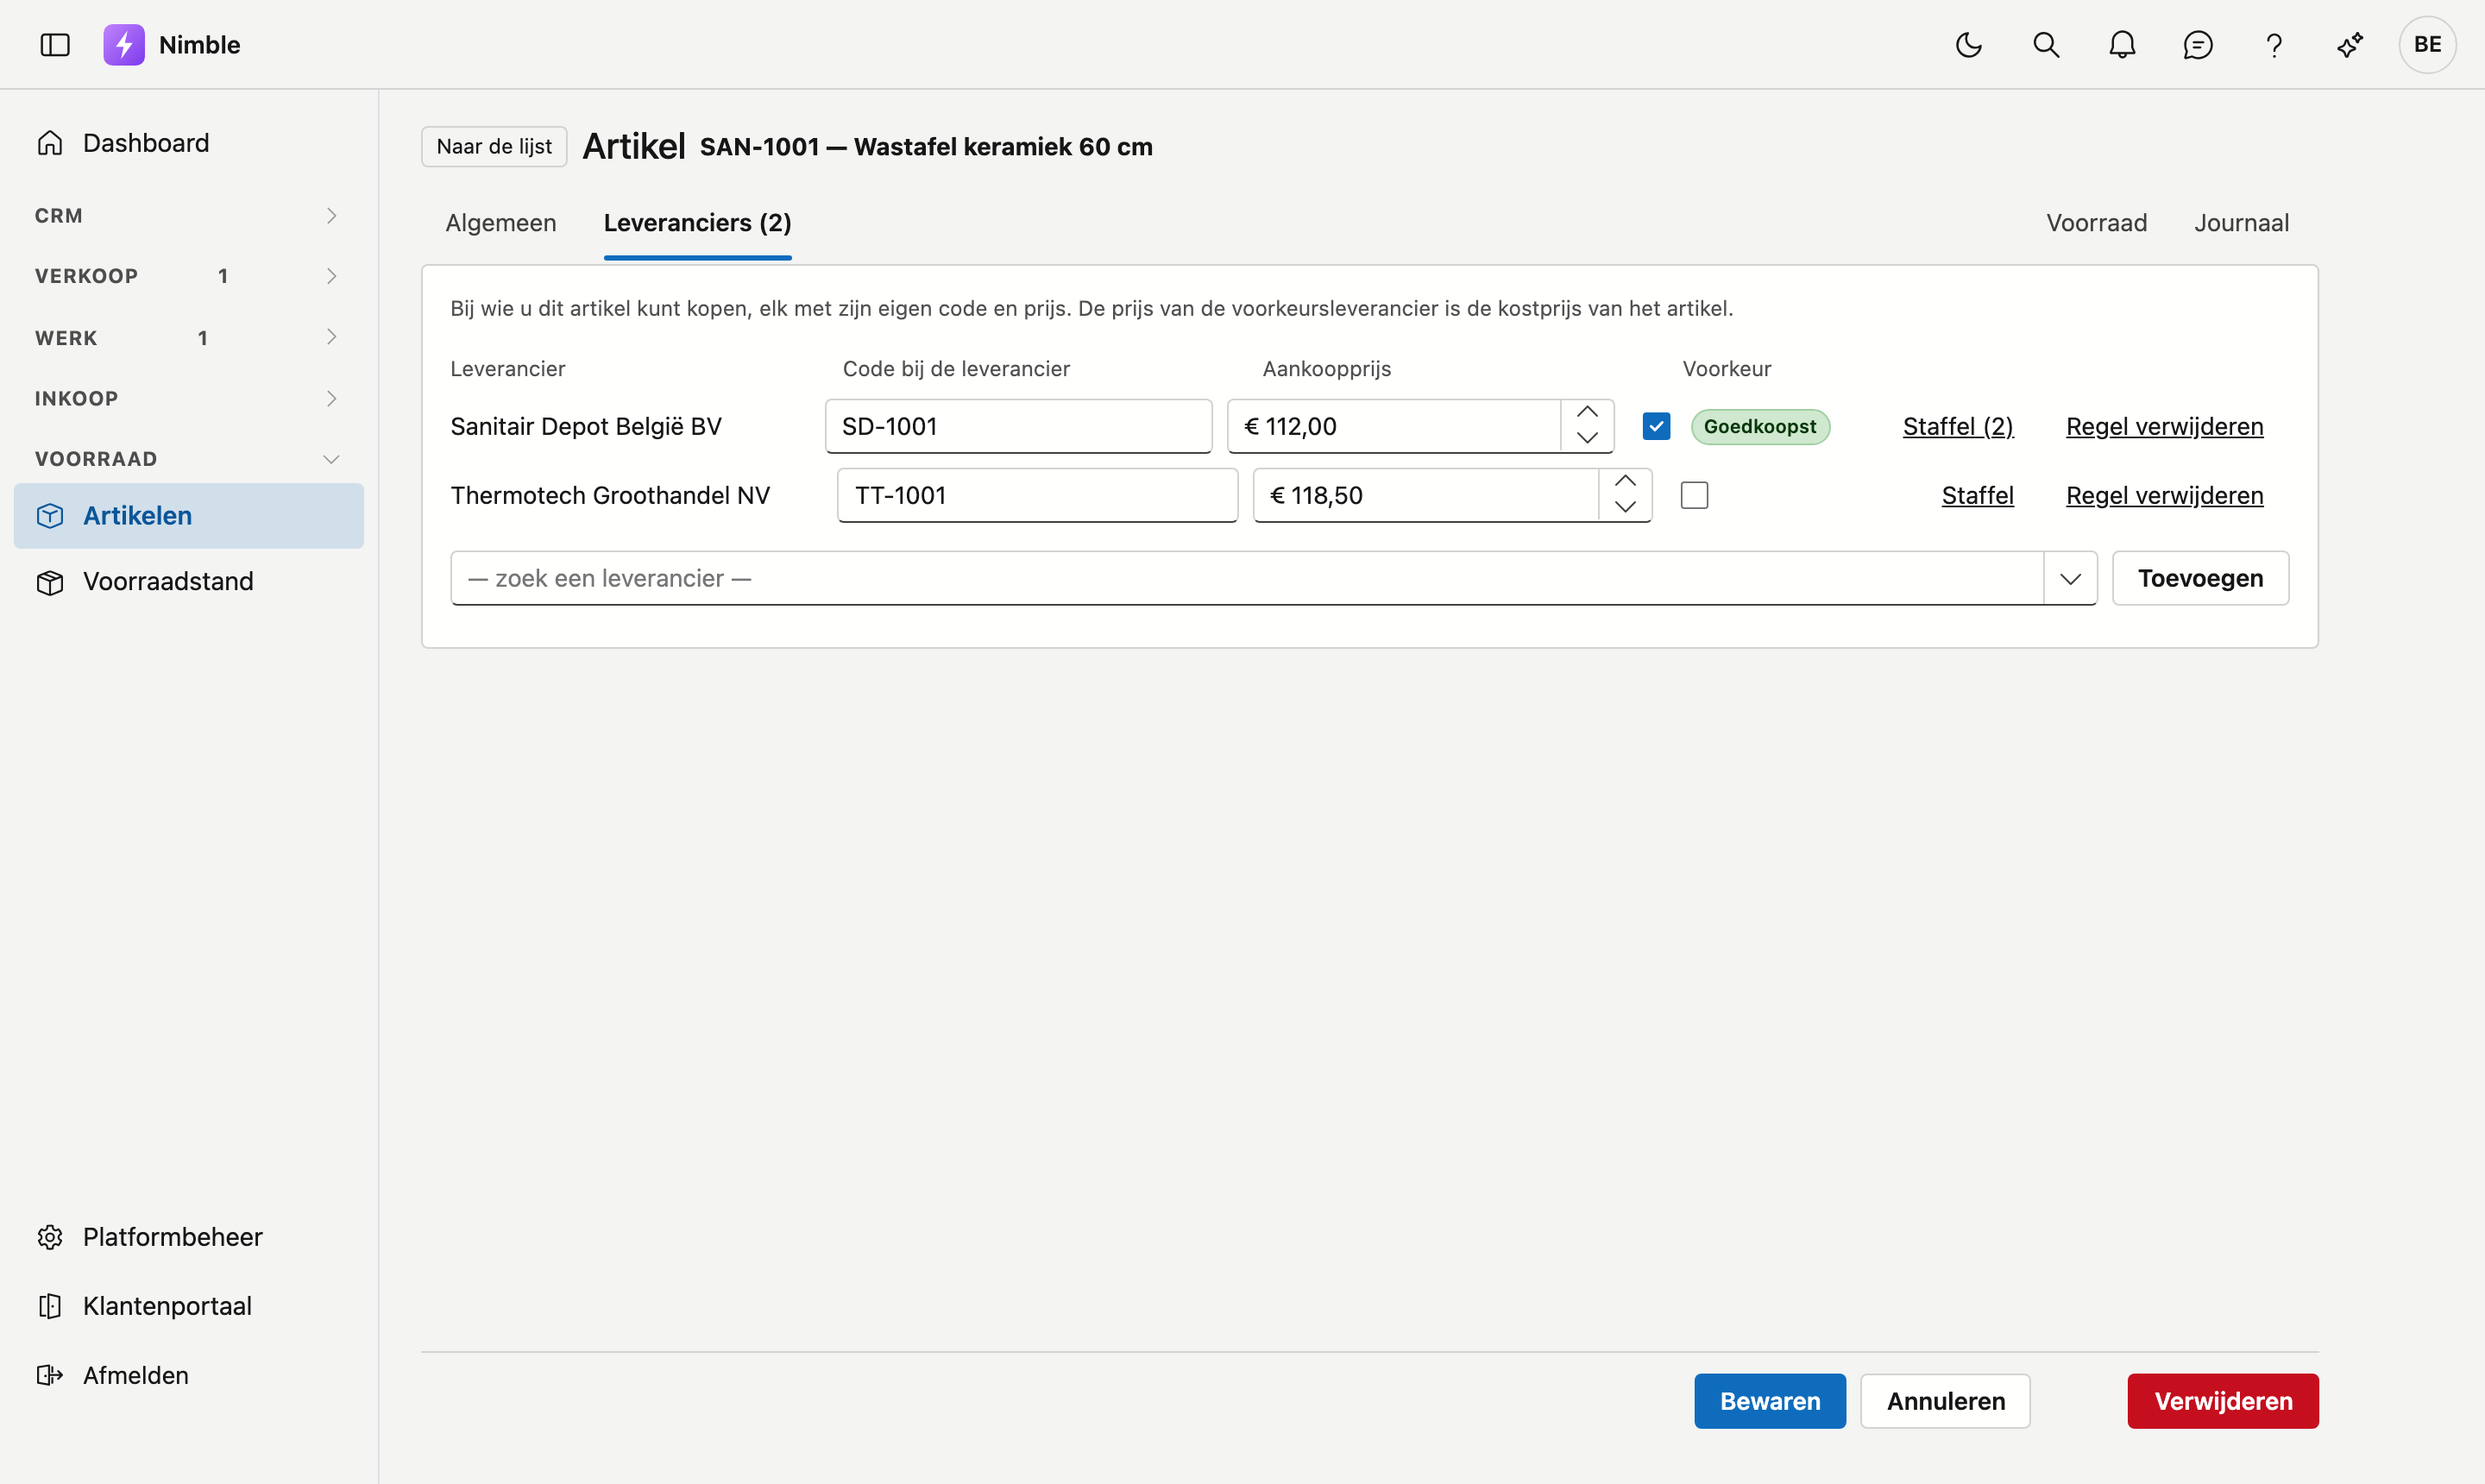 Nimble
BE
Dashboard
CRM
VERKOOP 1
WERK 1
INKOOP
VOORRAAD
Artikelen
Voorraadstand
Platformbeheer
Klantenportaal
Afmelden
Naar de lijst Artikel SAN-1001 — Wastafel keramiek 60 cm
Algemeen Leveranciers (2) Voorraad Journaal
Bij wie u dit artikel kunt kopen, elk met zijn eigen code en prijs. De prijs van de voorkeursleverancier is de kostprijs van het artikel.
Leverancier Code bij de leverancier Aankoopprijs Voorkeur
Sanitair Depot België BV SD-1001 € 112,00 Goedkoopst Staffel (2) Regel verwijderen
Thermotech Groothandel NV TT-1001 € 118,50 Staffel Regel verwijderen
— zoek een leverancier — Toevoegen
Bewaren Annuleren Verwijderen